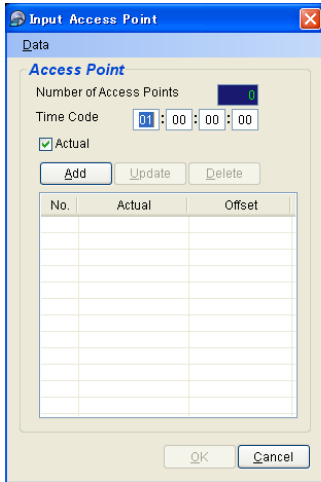 Input Access Point
Data
Access Point
Number of Access Points 0
Time Code 01 : 00 : 00 : 00
Actual
Add Update Delete
No. Actual Offset
OK Cancel